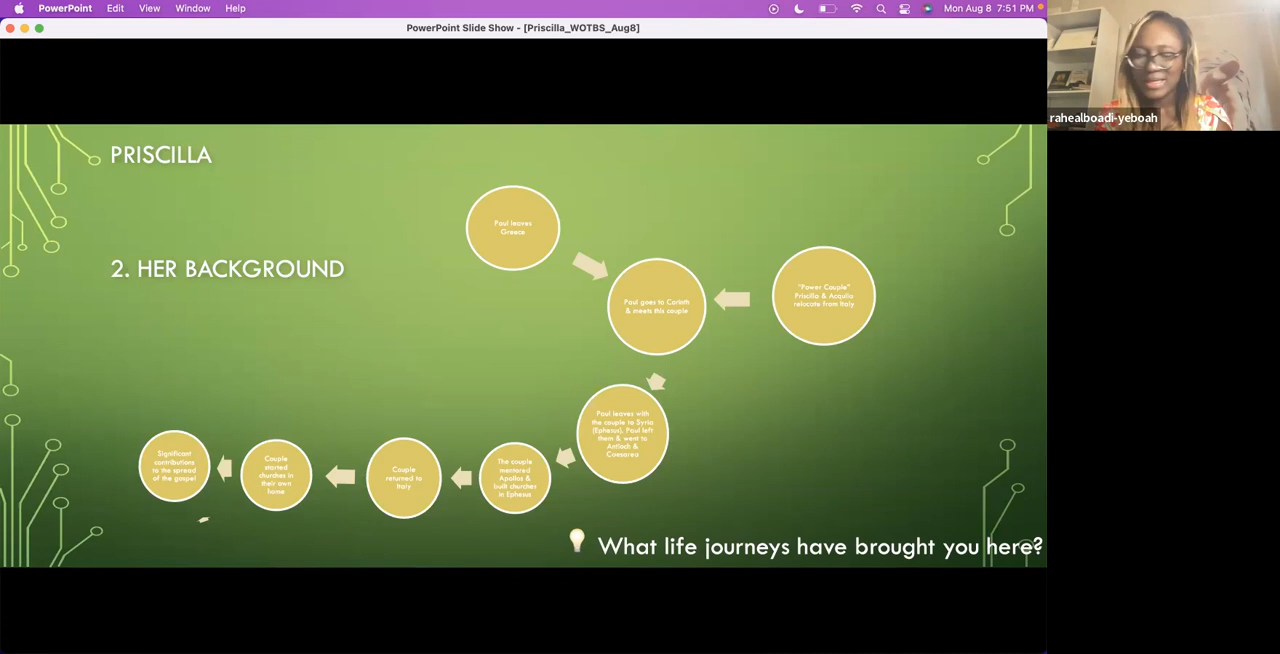 PowerPoint Edit View Window Help
Mon Aug 8 7:51 PM
PowerPoint Slide Show - [Priscilla_WOTBS_Aug8]
rahealboadi-yeboah
PRISCILLA
2. HER BACKGROUND
Paul leaves
Greece
Paul goes to Corinth
& meets this couple
"Power Couple"
Priscilla & Acquila
relocate from Italy
Paul leaves with
the couple to Syria
(Ephesus). Paul left
them & went to
Antioch &
Caesarea
The couple
mentored
Apollos &
built churches
in Ephesus
Couple
returned to
Italy
Couple
started
churches in
their own
home
Significant
contributions
to the spread
of the gospel
What life journeys have brought you here?